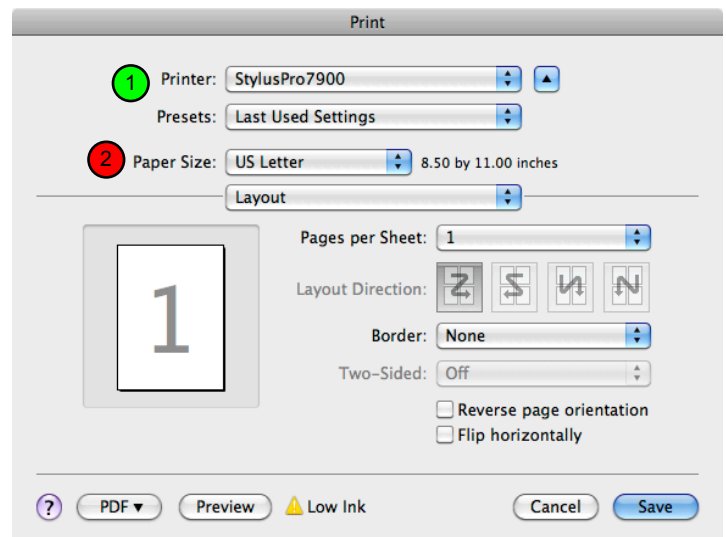 Print
1 Printer: StylusPro7900
Presets: Last Used Settings
2 Paper Size: US Letter 8.50 by 11.00 inches
Layout
Pages per Sheet: 1
1
Layout Direction:
Border: None
Two-Sided: Off
Reverse page orientation
Flip horizontally
? PDF▼ Preview Low Ink Cancel Save